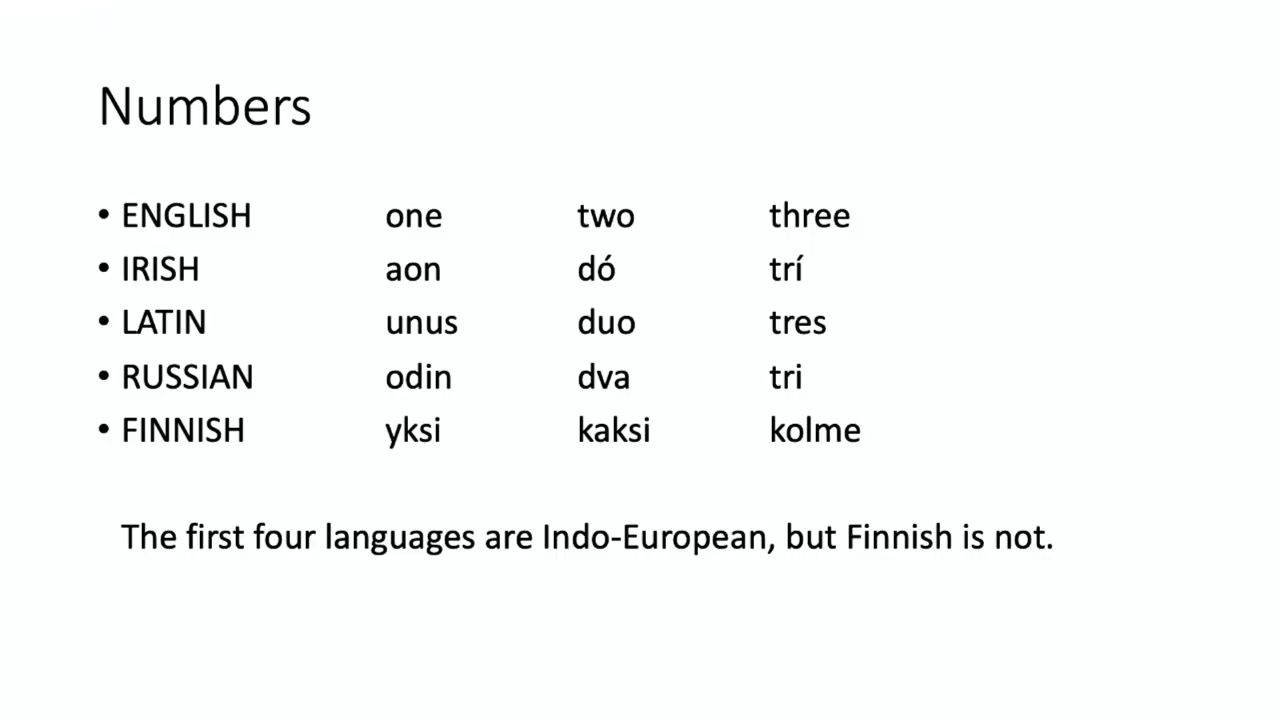 Numbers
• ENGLISH one two three
• IRISH aon dó trí
• LATIN unus duo tres
• RUSSIAN odin dva tri
• FINNISH yksi kaksi kolme
The first four languages are Indo-European, but Finnish is not.